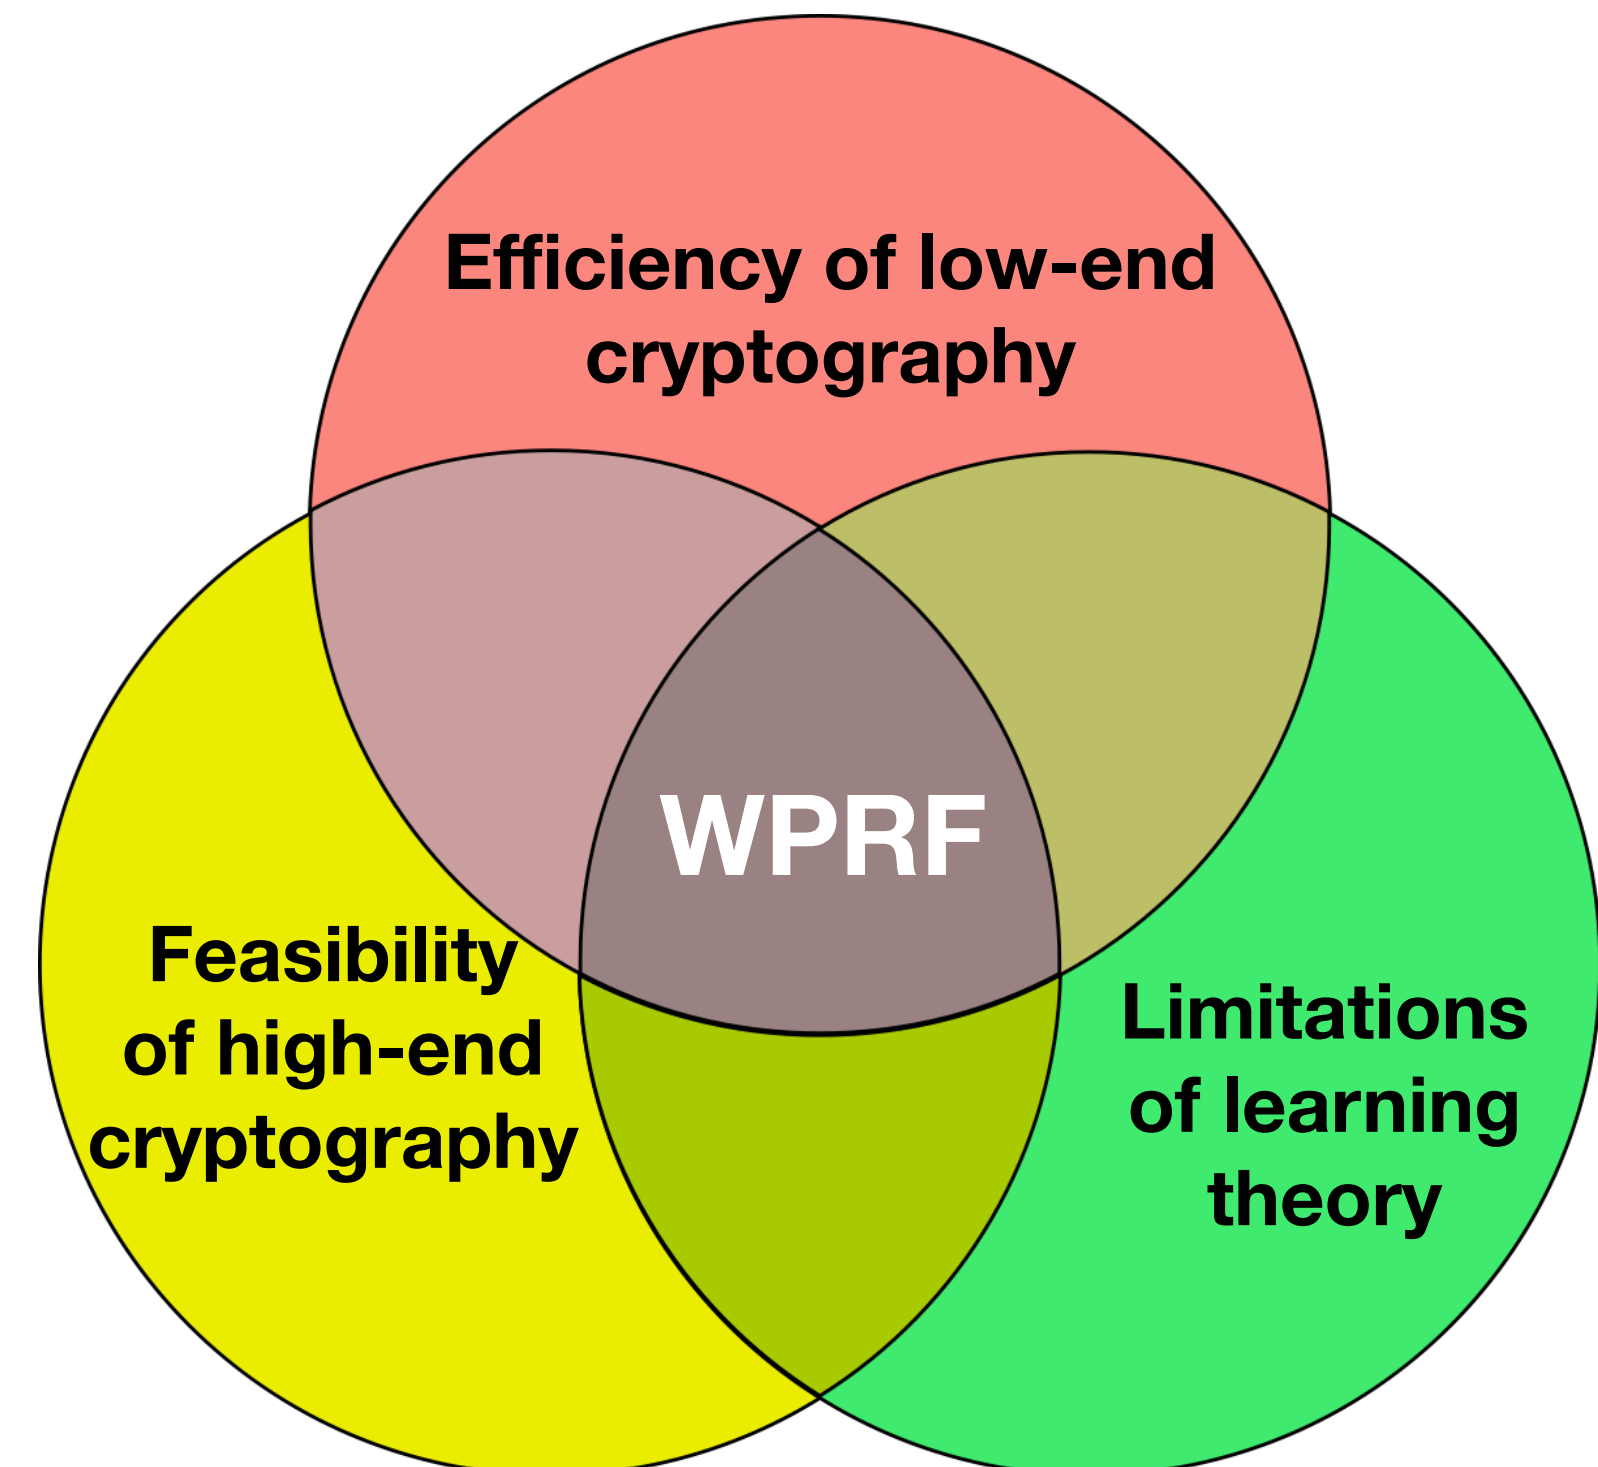 Efficiency of low-end
cryptography
WPRF
Feasibility
of high-end
cryptography
Limitations
of learning
theory